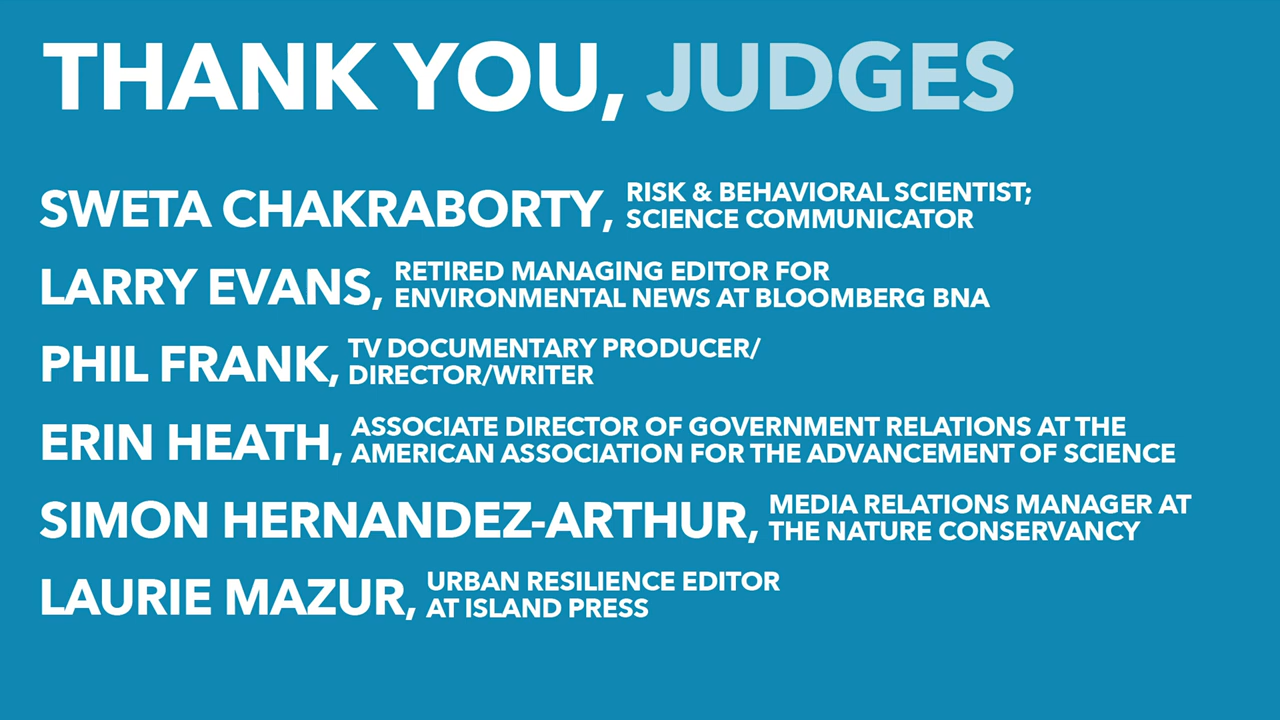 THANK YOU, JUDGES
SWETA CHAKRABORTY, RISK & BEHAVIORAL SCIENTIST;
SCIENCE COMMUNICATOR
LARRY EVANS, RETIRED MANAGING EDITOR FOR
ENVIRONMENTAL NEWS AT BLOOMBERG BNA
PHIL FRANK, TV DOCUMENTARY PRODUCER/
DIRECTOR/WRITER
ERIN HEATH, ASSOCIATE DIRECTOR OF GOVERNMENT RELATIONS AT THE
AMERICAN ASSOCIATION FOR THE ADVANCEMENT OF SCIENCE
SIMON HERNANDEZ-ARTHUR, MEDIA RELATIONS MANAGER AT
THE NATURE CONSERVANCY
LAURIE MAZUR, URBAN RESILIENCE EDITOR
AT ISLAND PRESS